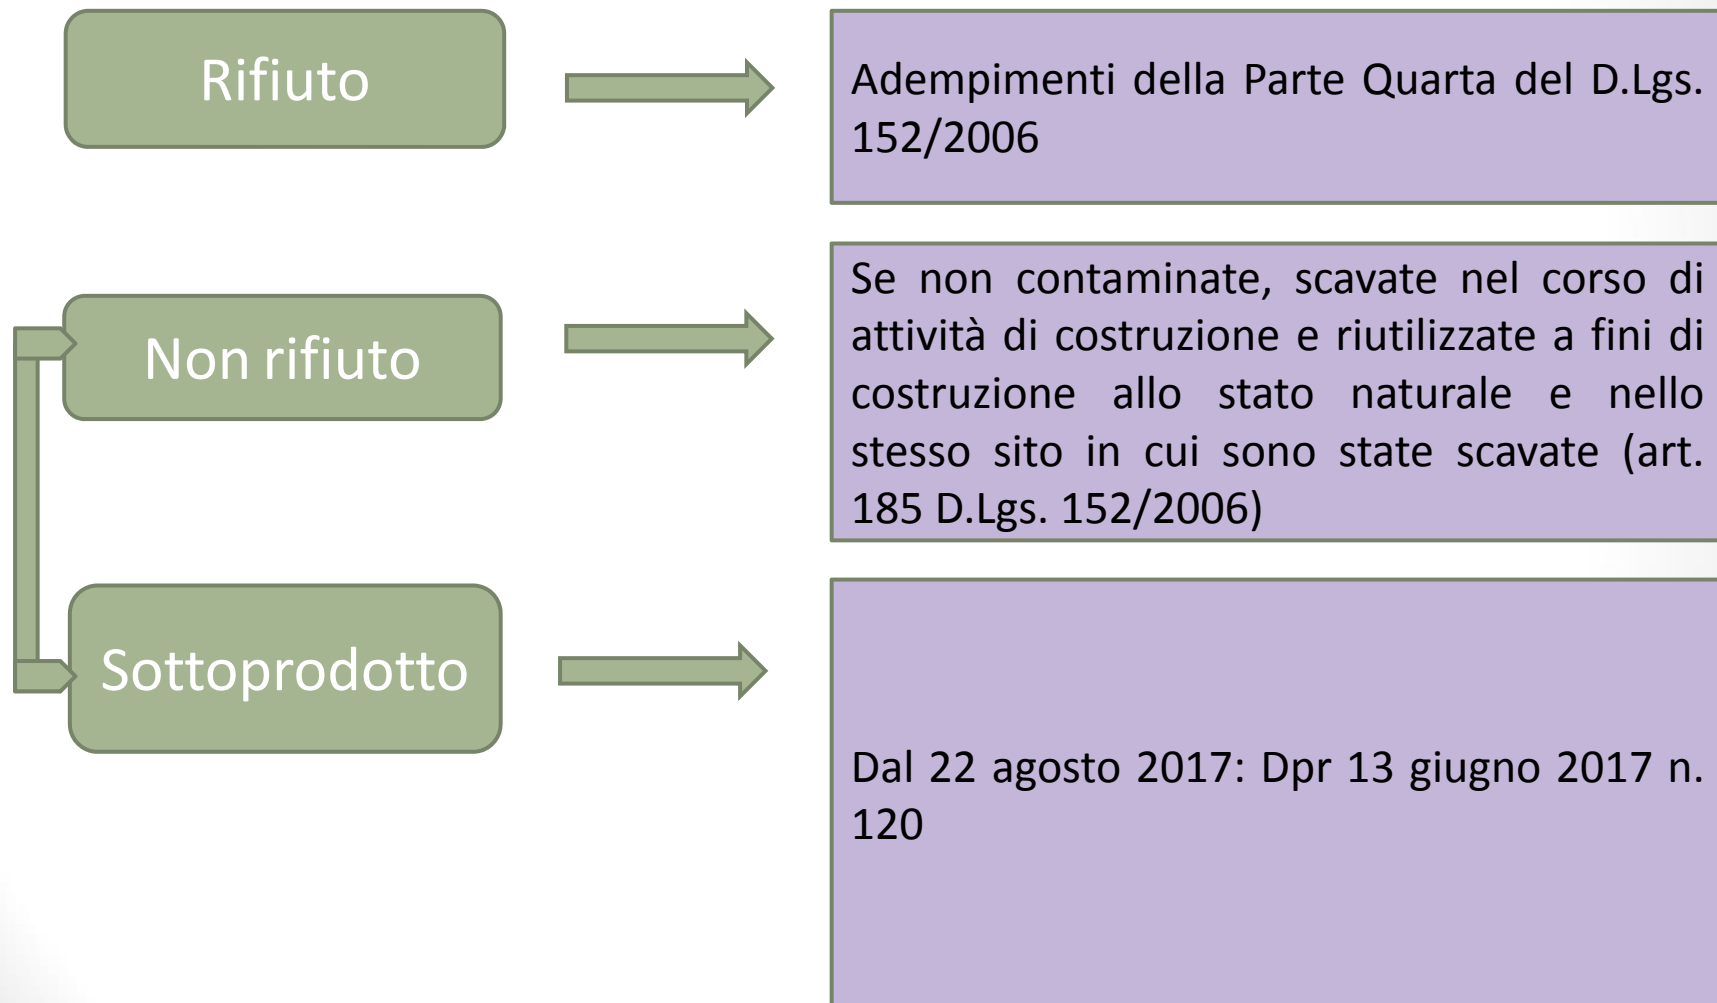 Rifiuto
Adempimenti della Parte Quarta del D.Lgs.
152/2006
Non rifiuto
Se non contaminate, scavate nel corso di
attività di costruzione e riutilizzate a fini di
costruzione allo stato naturale e nello
stesso sito in cui sono state scavate (art.
185 D.Lgs. 152/2006)
Sottoprodotto
Dal 22 agosto 2017: Dpr 13 giugno 2017 n.
120